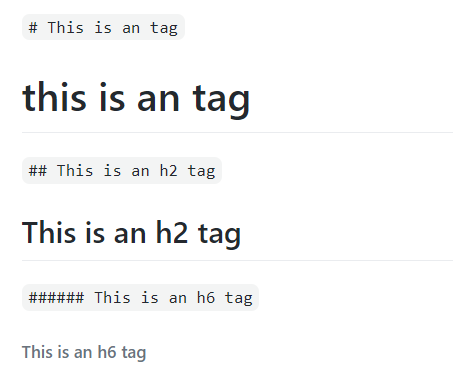 # This is an tag
this is an tag
## This is an h2 tag
This is an h2 tag
###### This is an h6 tag
This is an h6 tag